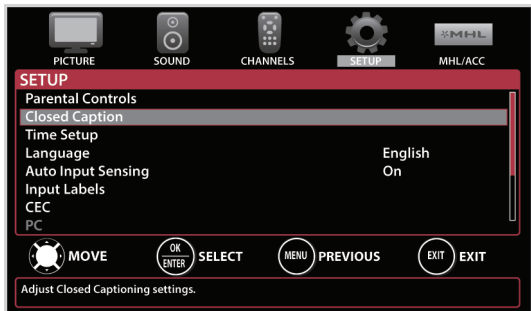 MHL
PICTURE SOUND CHANNELS SETUP MHL/ACC
SETUP
Parental Controls
Closed Caption
Time Setup
Language English
Auto Input Sensing On
Input Labels
CEC
PC
MOVE OK ENTER SELECT MENU PREVIOUS EXIT EXIT
Adjust Closed Captioning settings.